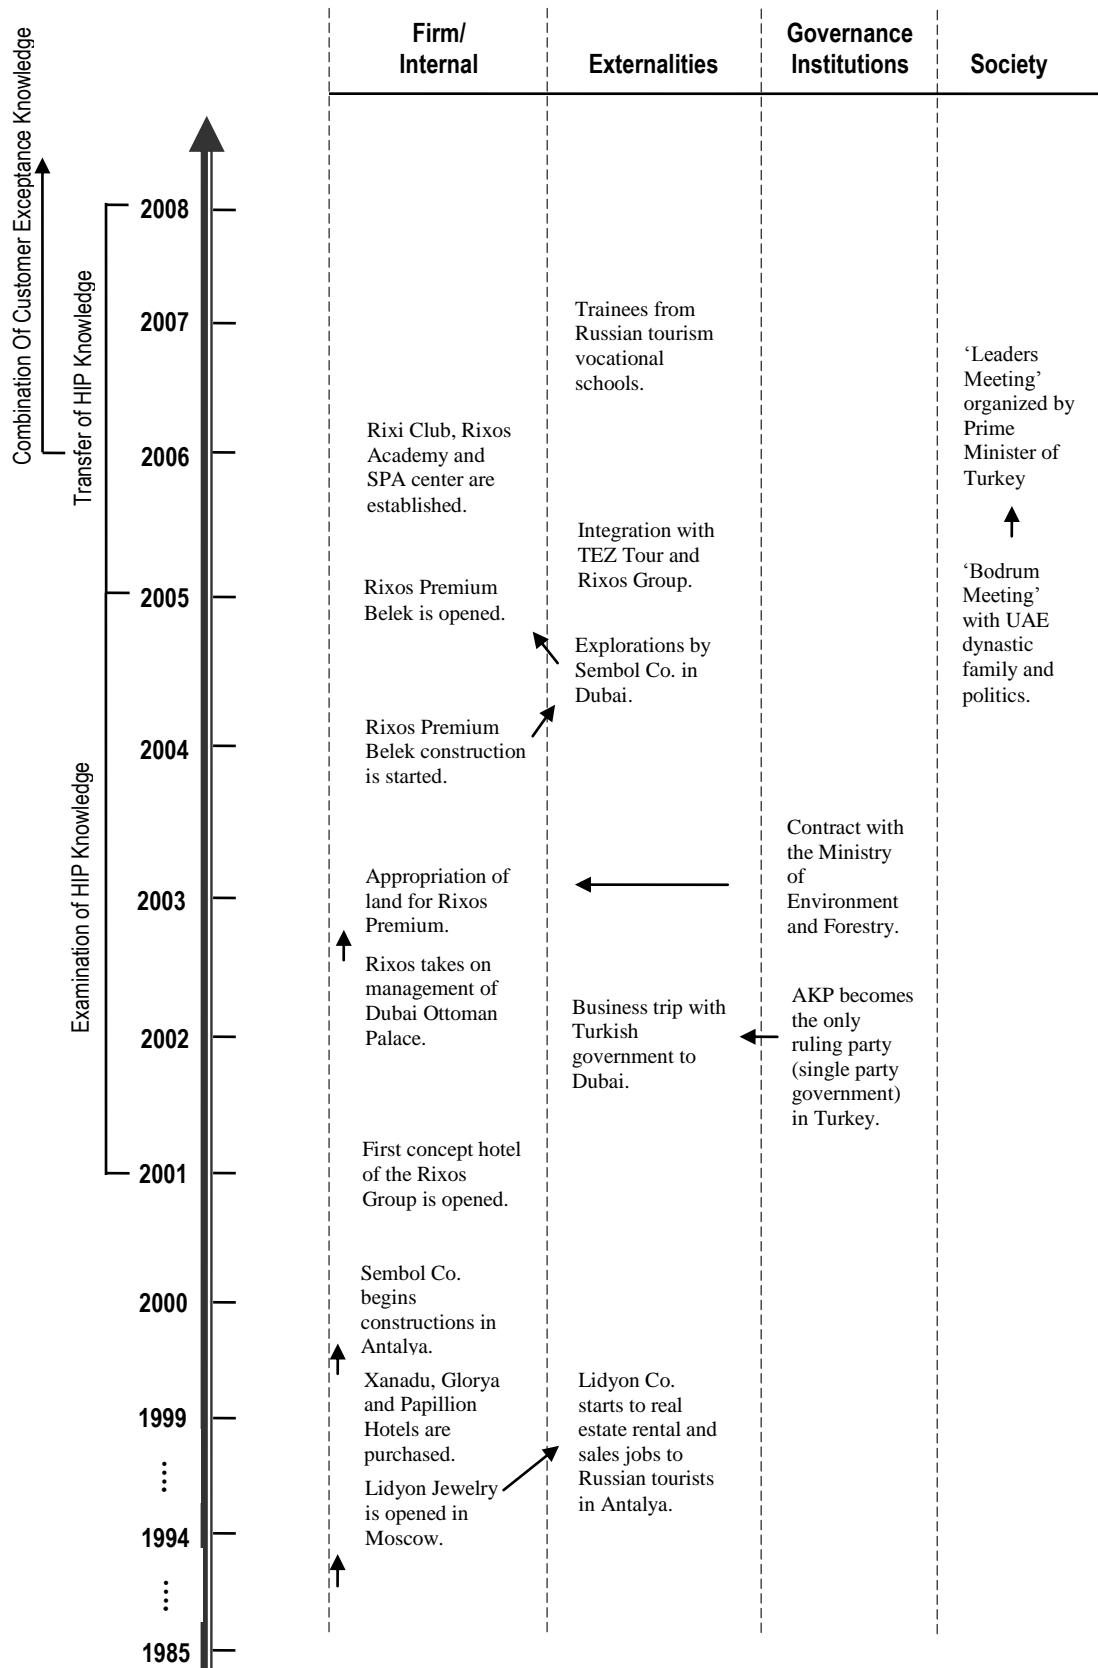 Firm/
Internal
Externalities
Governance
Institutions
Society
Combination Of Customer Exceptance Knowledge
Transfer of HIP Knowledge
Examination of HIP Knowledge
2008
2007
2006
2005
2004
2003
2002
2001
2000
1999
....
1994
....
1985
Rixi Club, Rixos
Academy and
SPA center are
established.
Rixos Premium
Belek is opened.
Rixos Premium
Belek construction
is started.
Appropriation of
land for Rixos
Premium.
Rixos takes on
management of
Dubai Ottoman
Palace.
First concept hotel
of the Rixos
Group is opened.
Sembol Co.
begins
constructions in
Antalya.
Xanadu, Glorya
and Papillion
Hotels are
purchased.
Lidyon Jewelry
is opened in
Moscow.
Trainees from
Russian tourism
vocational
schools.
Integration with
TEZ Tour and
Rixos Group.
Explorations by
Sembol Co. in
Dubai.
Business trip with
Turkish
government to
Dubai.
Lidyon Co.
starts to real
estate rental and
sales jobs to
Russian tourists
in Antalya.
Contract with
the Ministry
of
Environment
and Forestry.
AKP becomes
the only
ruling party
(single party
government)
in Turkey.
‘Leaders
Meeting’
organized by
Prime
Minister of
Turkey
‘Bodrum
Meeting’
with UAE
dynastic
family and
politics.